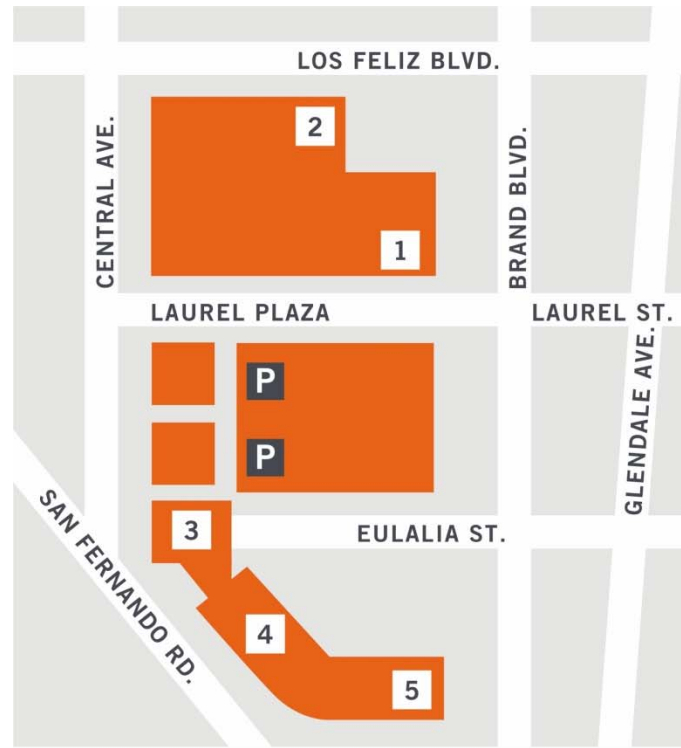 LOS FELIZ BLVD.
CENTRAL AVE.
2
BRAND BLVD.
1
LAUREL PLAZA
LAUREL ST.
P
GLENDALE AVE.
P
SAN FERNANDO RD.
3
EULALIA ST.
4
5